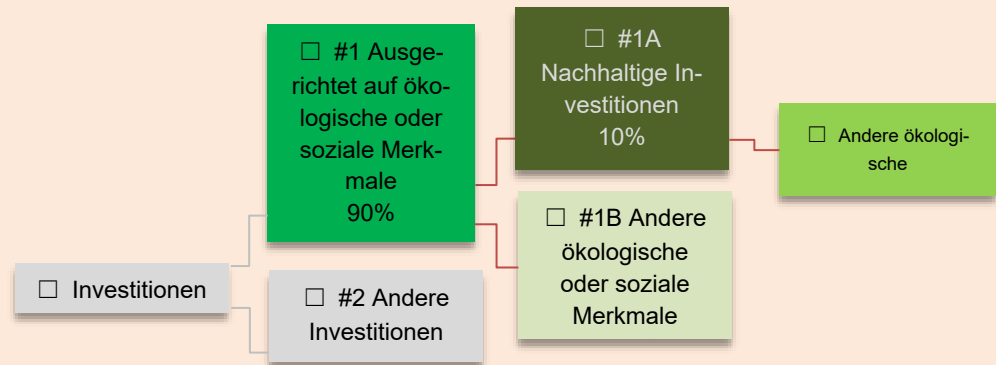 ☐ #1 Ausge-
richtet auf öko-
logische oder
soziale Merk-
male
90%
☐ #1A
Nachhaltige In-
vestitionen
10%
☐ Andere ökologi-
sche
☐ #1B Andere
ökologische
oder soziale
Merkmale
☐ Investitionen
☐ #2 Andere
Investitionen